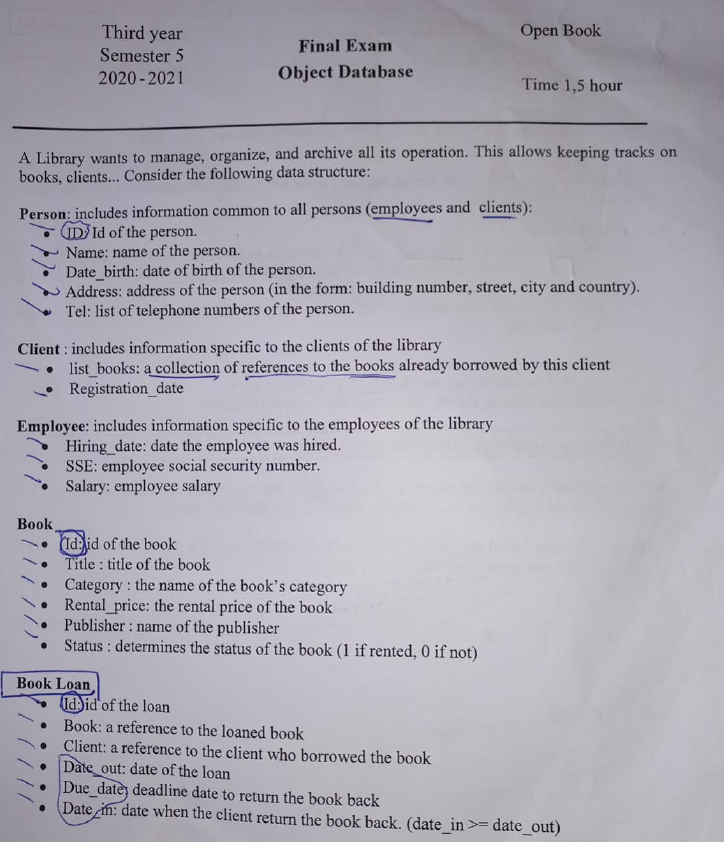 Third year
Semester 5
2020-2021
Final Exam
Object Database
Open Book
Time 1,5 hour
A Library wants to manage, organize, and archive all its operation. This allows keeping tracks on
books, clients... Consider the following data structure:
Person: includes information common to all persons (employees and clients):
• ID: Id of the person.
• Name: name of the person.
• Date_birth: date of birth of the person.
• Address: address of the person (in the form: building number, street, city and country).
• Tel: list of telephone numbers of the person.
Client : includes information specific to the clients of the library
• list_books: a collection of references to the books already borrowed by this client
• Registration_date
Employee: includes information specific to the employees of the library
• Hiring_date: date the employee was hired.
• SSE: employee social security number.
• Salary: employee salary
Book
• Id: id of the book
• Title : title of the book
• Category : the name of the book's category
• Rental_price: the rental price of the book
• Publisher : name of the publisher
• Status : determines the status of the book (1 if rented, 0 if not)
Book Loan
• Id: id of the loan
• Book: a reference to the loaned book
• Client: a reference to the client who borrowed the book
• Date_out: date of the loan
• Due_date: deadline date to return the book back
• Date_in: date when the client return the book back. (date_in >= date_out)